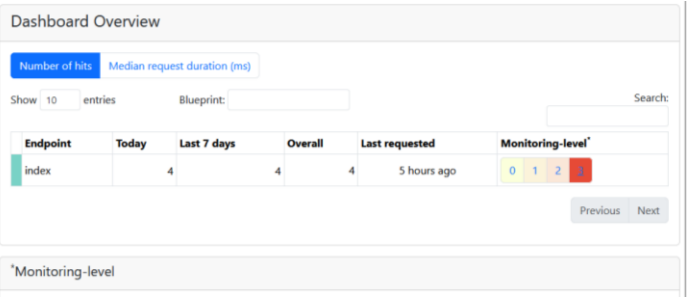 Dashboard Overview
Number of hits Median request duration (ms)
Show 10 entries Blueprint: Search:
Endpoint Today Last 7 days Overall Last requested Monitoring-level*
index 4 4 4 5 hours ago 0 1 2 3
Previous Next
*Monitoring-level